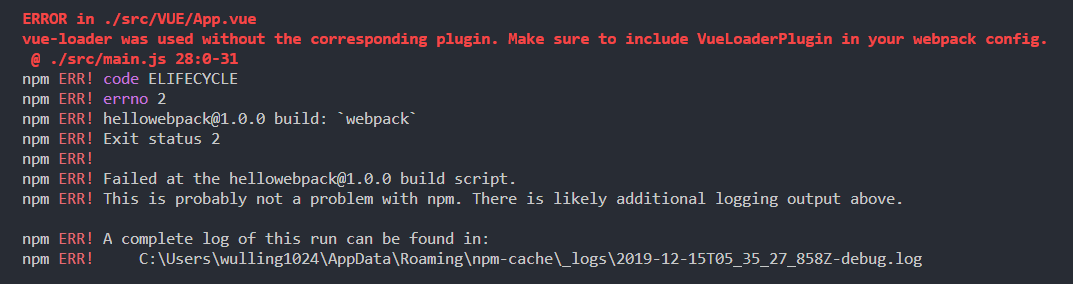 ERROR in ./src/VUE/App.vue
vue-loader was used without the corresponding plugin. Make sure to include VueLoaderPlugin in your webpack config.
@ ./src/main.js 28:0-31
npm ERR! code ELIFECYCLE
npm ERR! errno 2
npm ERR! hellowebpack@1.0.0 build: `webpack`
npm ERR! Exit status 2
npm ERR!
npm ERR! Failed at the hellowebpack@1.0.0 build script.
npm ERR! This is probably not a problem with npm. There is likely additional logging output above.
npm ERR! A complete log of this run can be found in:
npm ERR!     C:\Users\wulling1024\AppData\Roaming\npm-cache\_logs\2019-12-15T05_35_27_858Z-debug.log